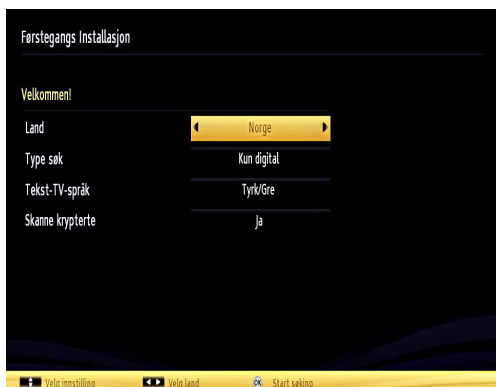 Førstegangs Installasjon
Velkommen!
Land Norge
Type søk Kun digital
Tekst-TV-språk Tyrk/Gre
Skanne krypterte Ja
Velg innstilling Velg land OK Start søking